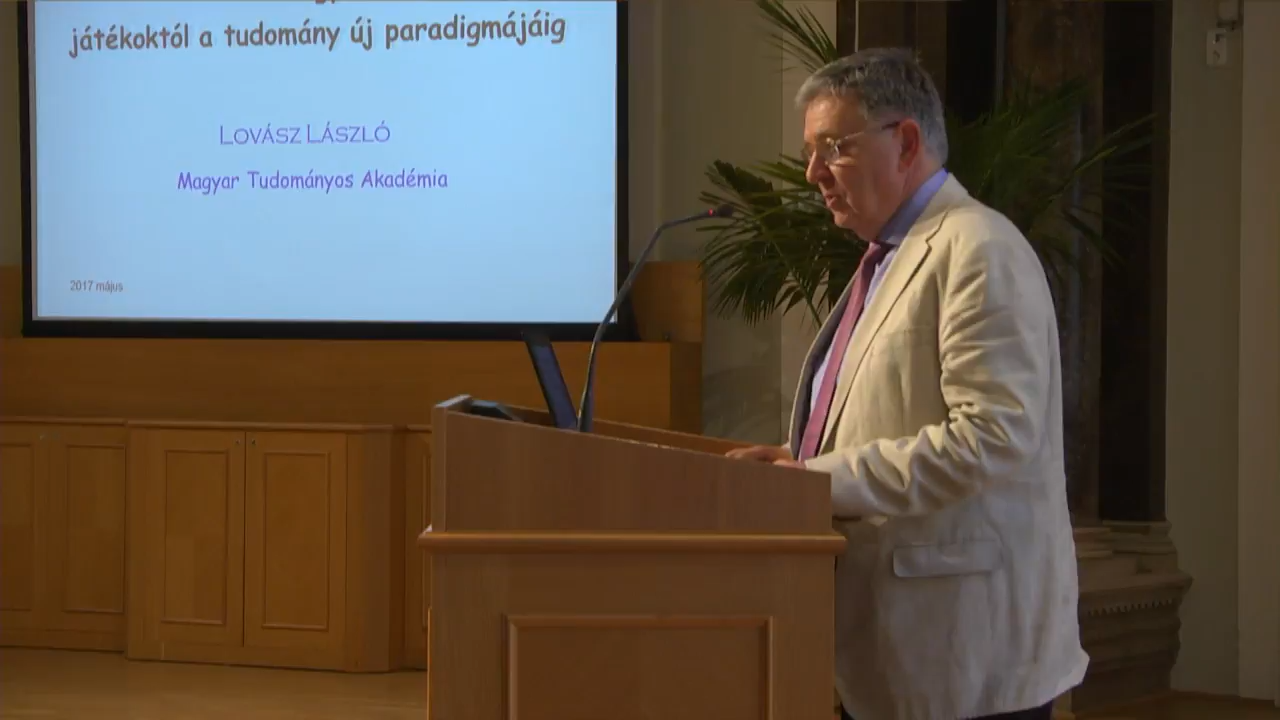 játékoktól a tudomány új paradigmájáig
LOVÁSZ LÁSZLÓ
Magyar Tudományos Akadémia
2017 május